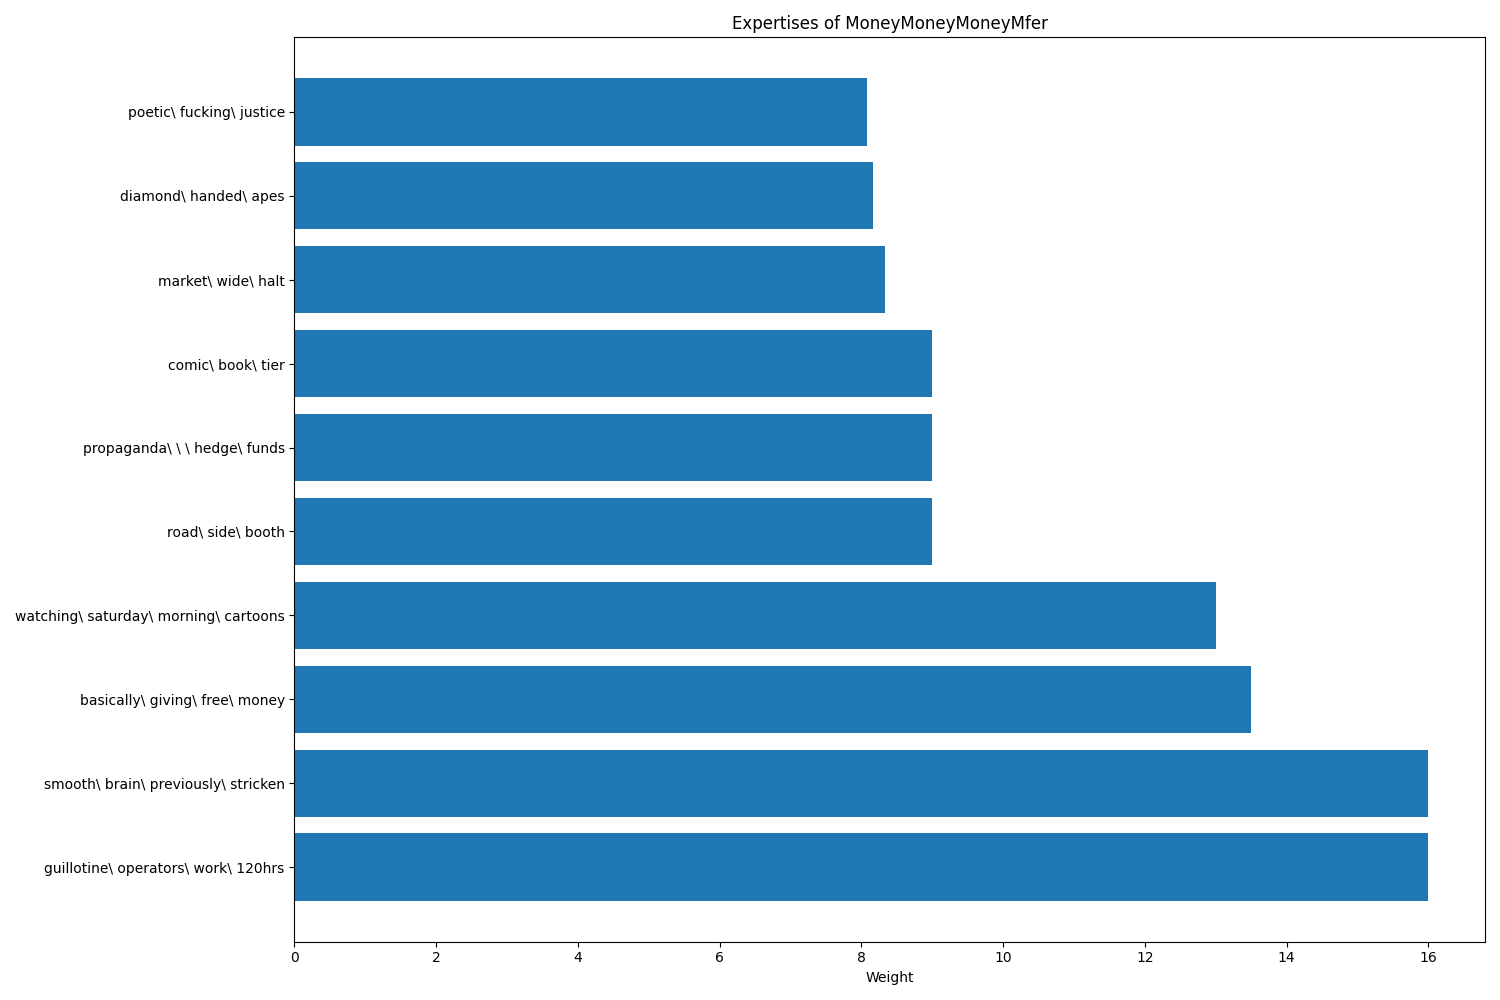 Expertises of MoneyMoneyMoneyMfer
poetic\ fucking\ justice
diamond\ handed\ apes
market\ wide\ halt
comic\ book\ tier
propaganda\ \ \ hedge\ funds
road\ side\ booth
watching\ saturday\ morning\ cartoons
basically\ giving\ free\ money
smooth\ brain\ previously\ stricken
guillotine\ operators\ work\ 120hrs
0 2 4 6 8 10 12 14 16
Weight